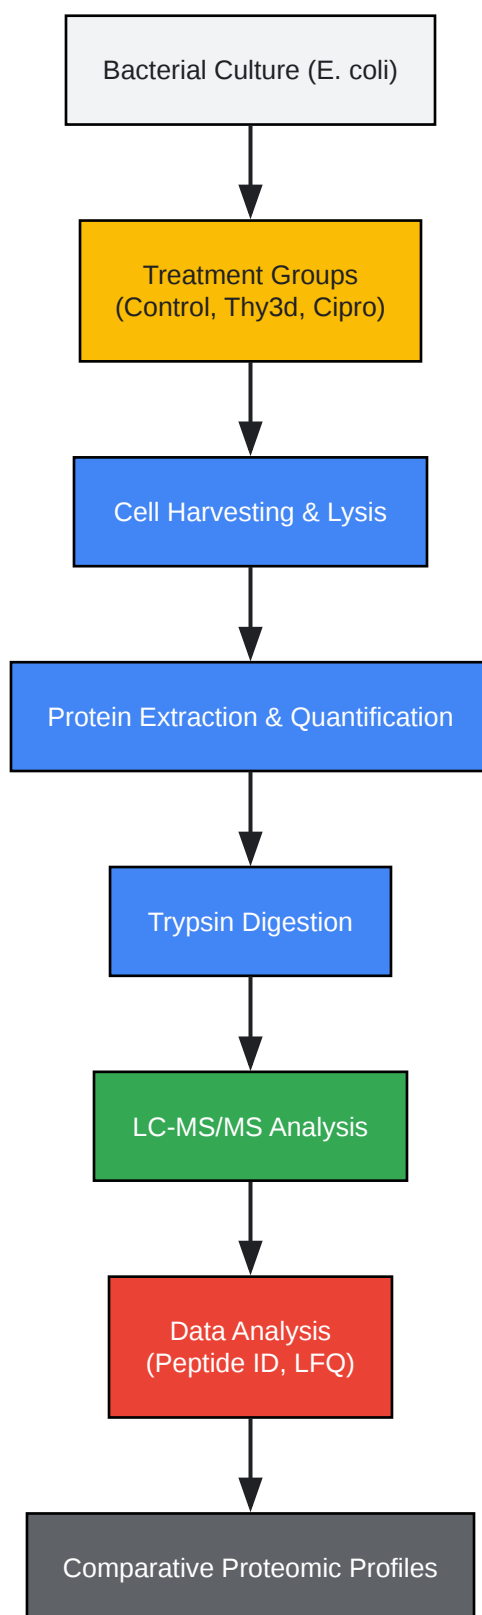 Bacterial Culture (E. coli)
Treatment Groups
(Control, Thy3d, Cipro)
Cell Harvesting & Lysis
Protein Extraction & Quantification
Trypsin Digestion
LC-MS/MS Analysis
Data Analysis
(Peptide ID, LFQ)
Comparative Proteomic Profiles